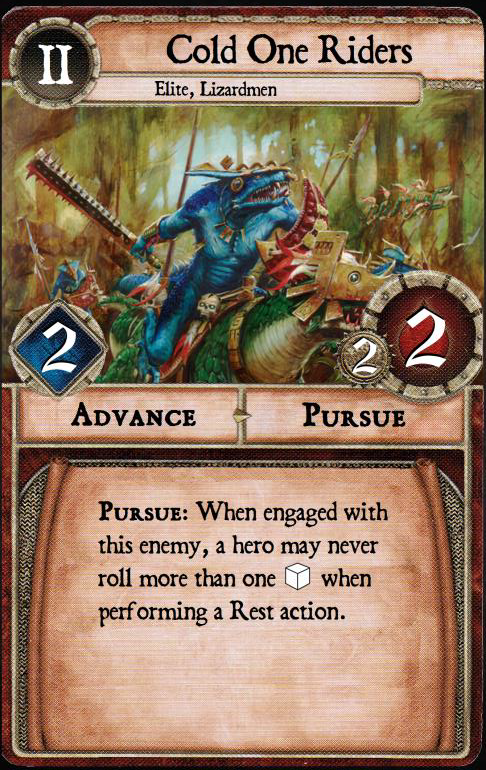 II
Cold One Riders
Elite, Lizardmen
2
2
2
ADVANCE
PURSUE
PURSUE: When engaged with
this enemy, a hero may never
roll more than one when
performing a Rest action.